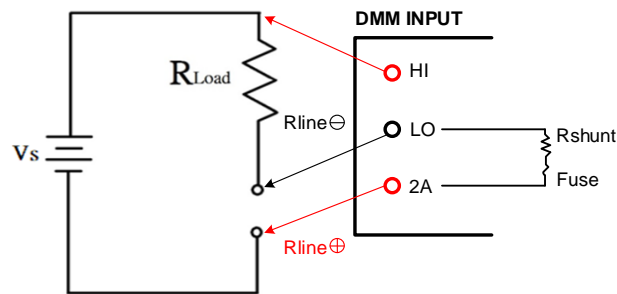 DMM INPUT
HI
RLoad
Rline⊖
LO
Rshunt
Vs
2A
Fuse
Rline⊕